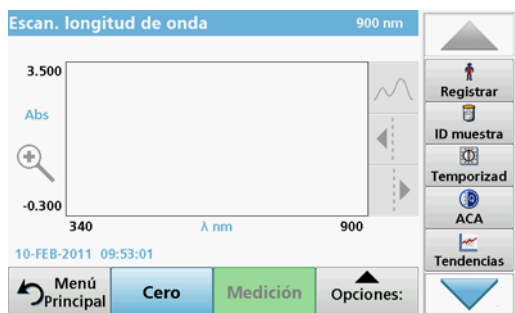 Escan. longitud de onda 900 nm
3.500
Abs
-0.300
340 λ nm 900
10-FEB-2011 09:53:01
Menú Principal
Cero
Medición
Opciones:
Registrar
ID muestra
Temporizad
ACA
Tendencias